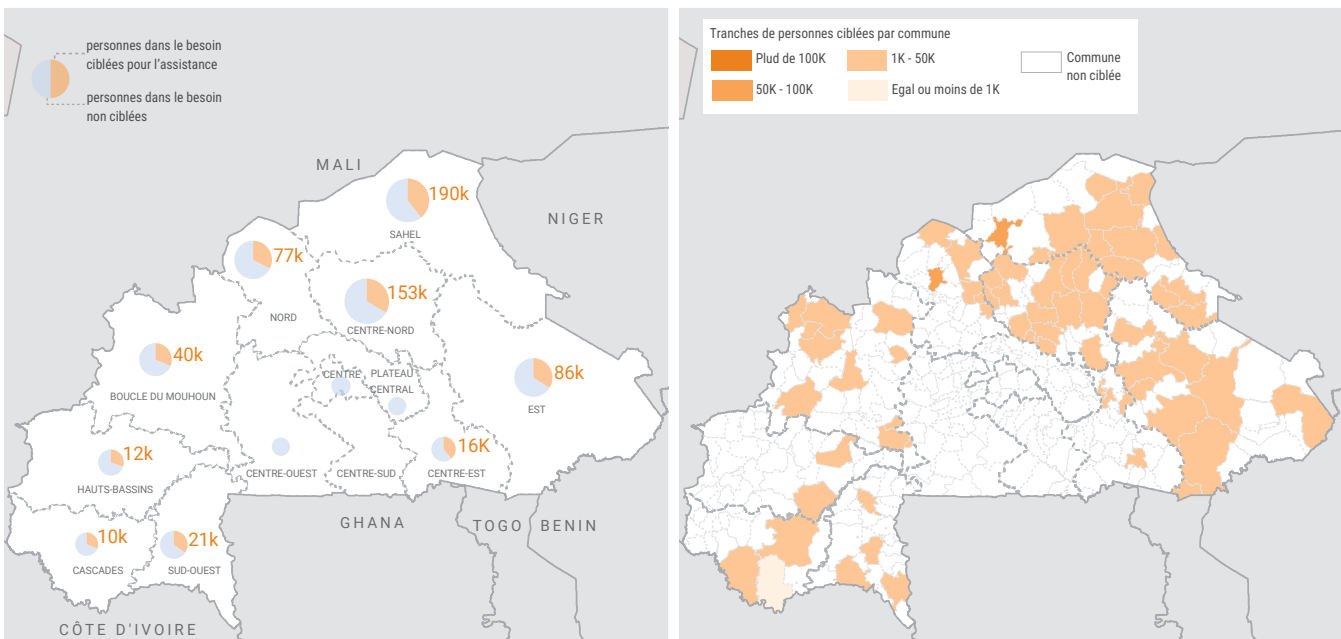 personnes dans le besoin
ciblées pour l'assistance
personnes dans le besoin
non ciblées
MALI
NIGER
190k
SAHEL
77k
NORD
153k
CENTRE-NORD
40k
BOUCLE DU MOUHOUN
CENTRE
PLATEAU
CENTRAL
86k
EST
12k
HAUTS-BASSINS
CENTRE-OUEST
CENTRE-SUD
16K
CENTRE-EST
10k
CASCADES
21k
SUD-OUEST
GHANA
TOGO
BENIN
CÔTE D'IVOIRE
Tranches de personnes ciblées par commune
Plud de 100K
1K - 50K
Commune
non ciblée
50K - 100K
Egal ou moins de 1K